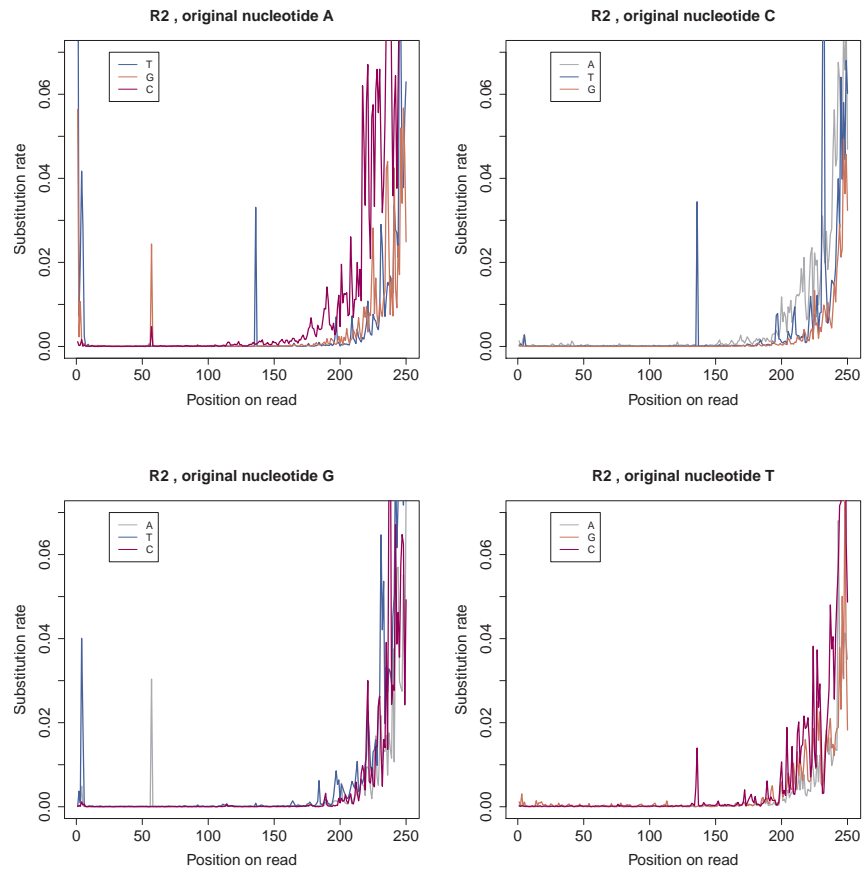 R2 , original nucleotide A
T
G
C
Substitution rate
0.00 0.02 0.04 0.06
0 50 100 150 200 250
Position on read
R2 , original nucleotide C
A
T
G
Substitution rate
0.00 0.02 0.04 0.06
0 50 100 150 200 250
Position on read
R2 , original nucleotide G
A
T
C
Substitution rate
0.00 0.02 0.04 0.06
0 50 100 150 200 250
Position on read
R2 , original nucleotide T
A
G
C
Substitution rate
0.00 0.02 0.04 0.06
0 50 100 150 200 250
Position on read